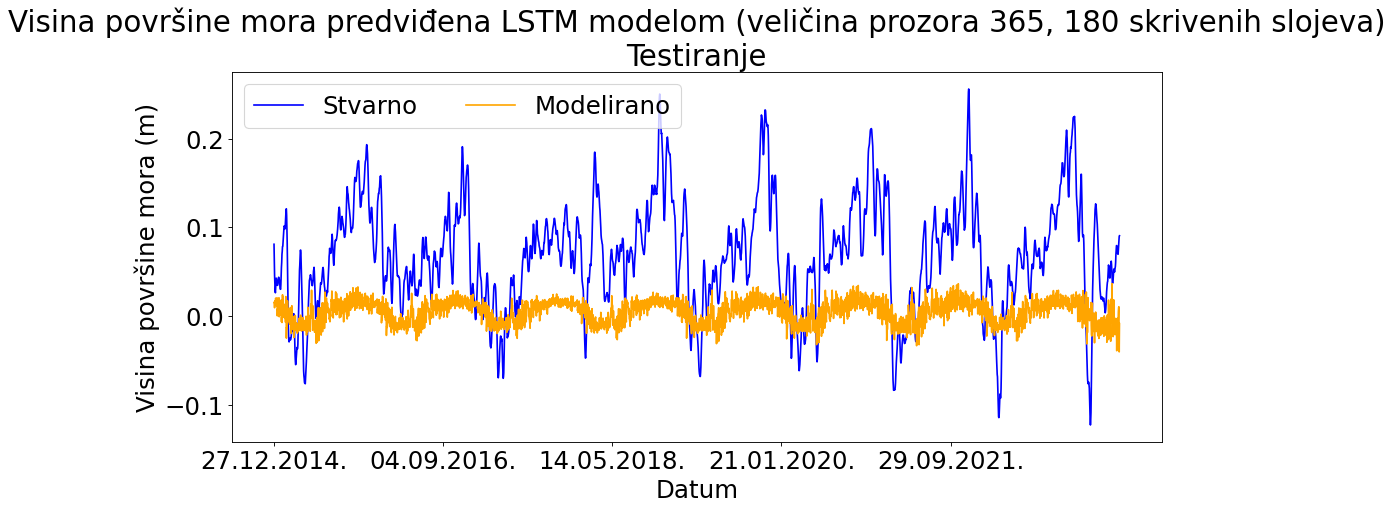 Visina površine mora predviđena LSTM modelom (veličina prozora 365, 180 skrivenih slojeva)
Testiranje
Stvarno
Modelirano
Visina površine mora (m)
0.2
0.1
0.0
−0.1
27.12.2014.
04.09.2016.
14.05.2018.
21.01.2020.
29.09.2021.
Datum